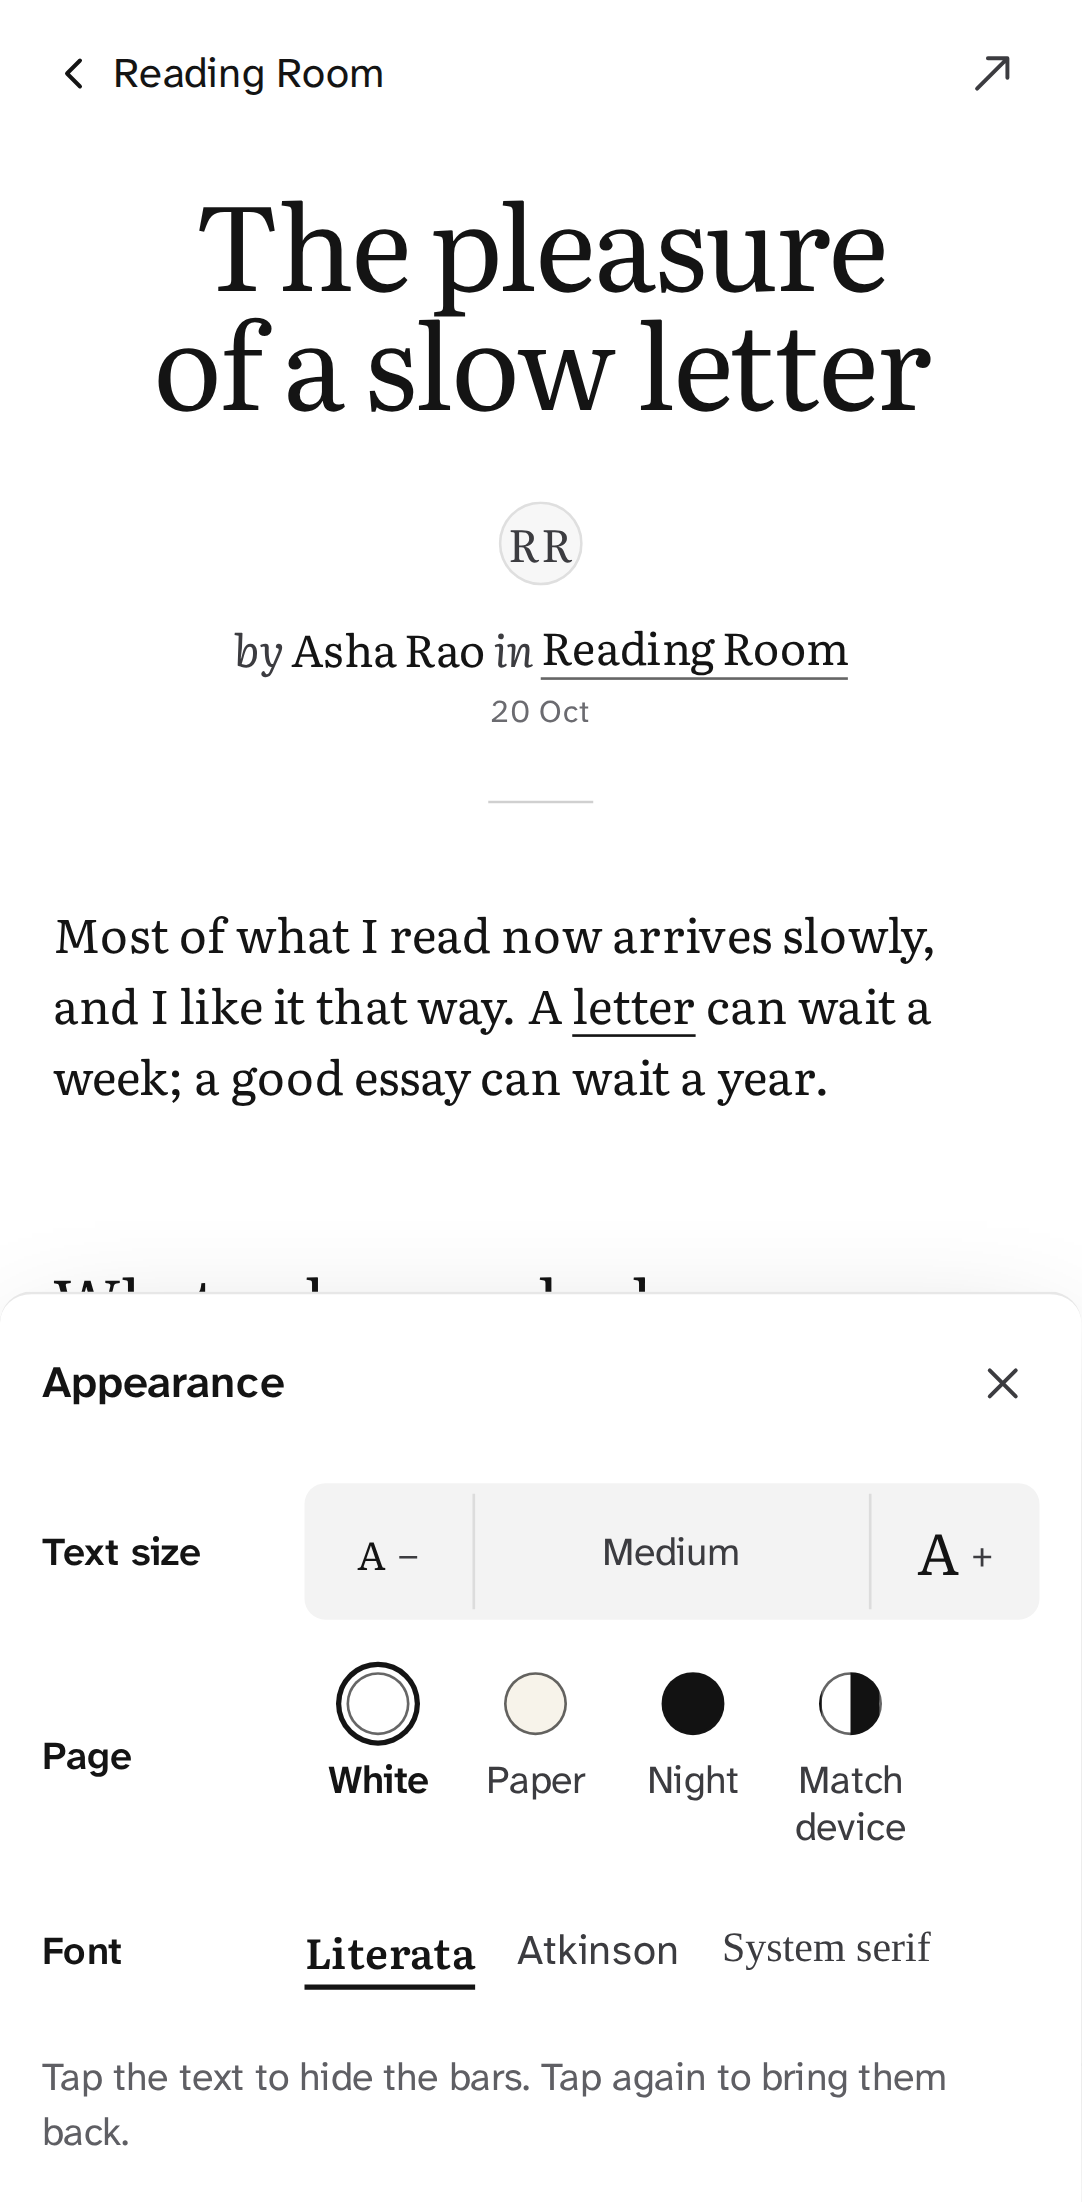 Reading Room
The pleasure
of a slow letter
RR
by Asha Rao in Reading Room
20 Oct
Most of what I read now arrives slowly,
and I like it that way. A letter can wait a
week; a good essay can wait a year.
Appearance
Text size
A − Medium A +
Page
White Paper Night Match
device
Font
Literata Atkinson System serif
Tap the text to hide the bars. Tap again to bring them
back.